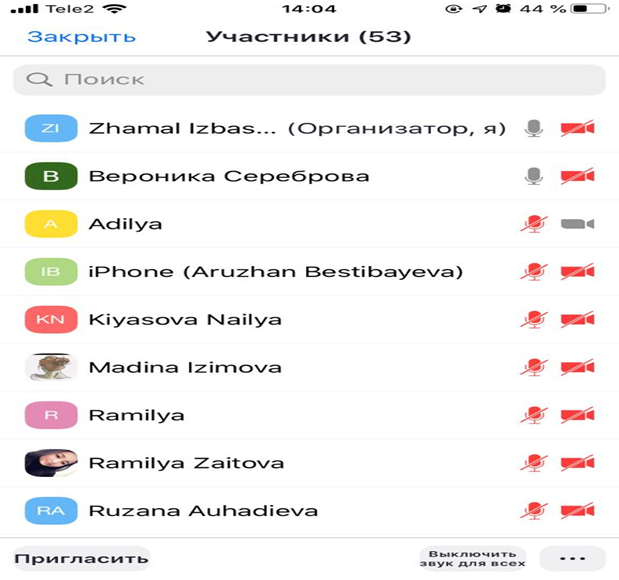 Tele2 14:04 44 %
Закрыть Участники (53)
Поиск
ZI Zhamal Izbas... (Организатор, я)
В Вероника Сереброва
A Adilya
IB iPhone (Aruzhan Bestibayeva)
KN Kiyasova Nailya
Madina Izimova
R Ramilya
Ramilya Zaitova
RA Ruzana Auhadieva
Пригласить Выключить
звук для всех